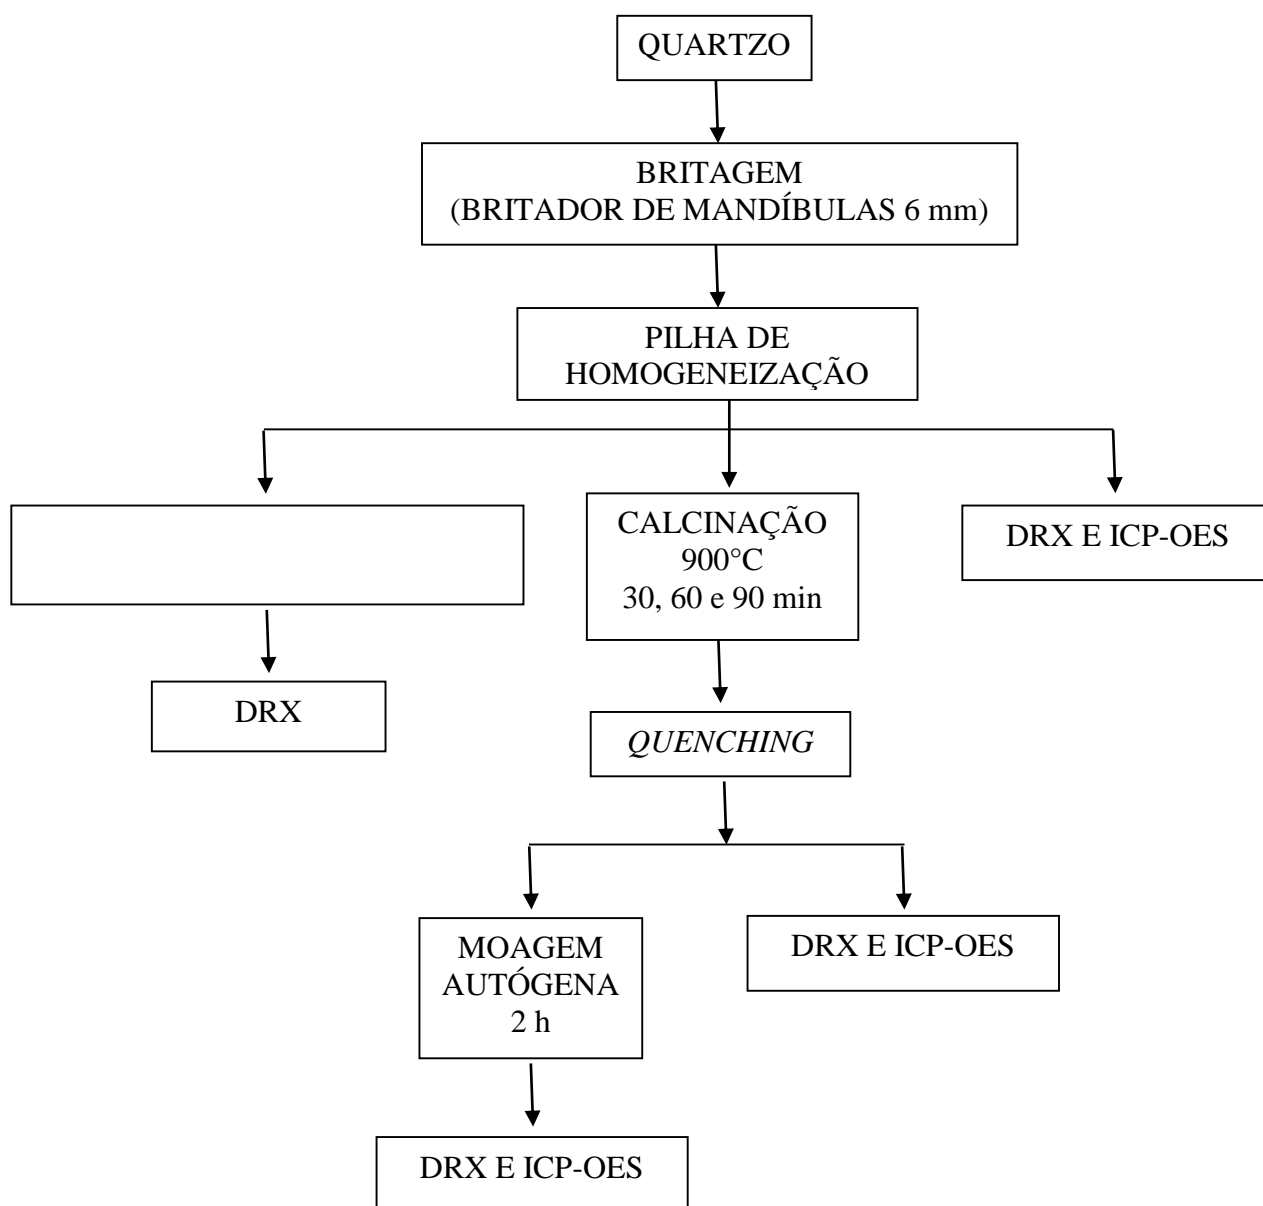 QUARTZO
BRITAGEM
(BRITADOR DE MANDÍBULAS 6 mm)
PILHA DE
HOMOGENEIZAÇÃO
CALCINAÇÃO
900°C
30, 60 e 90 min
DRX E ICP-OES
DRX
QUENCHING
MOAGEM
AUTÓGENA
2 h
DRX E ICP-OES
DRX E ICP-OES